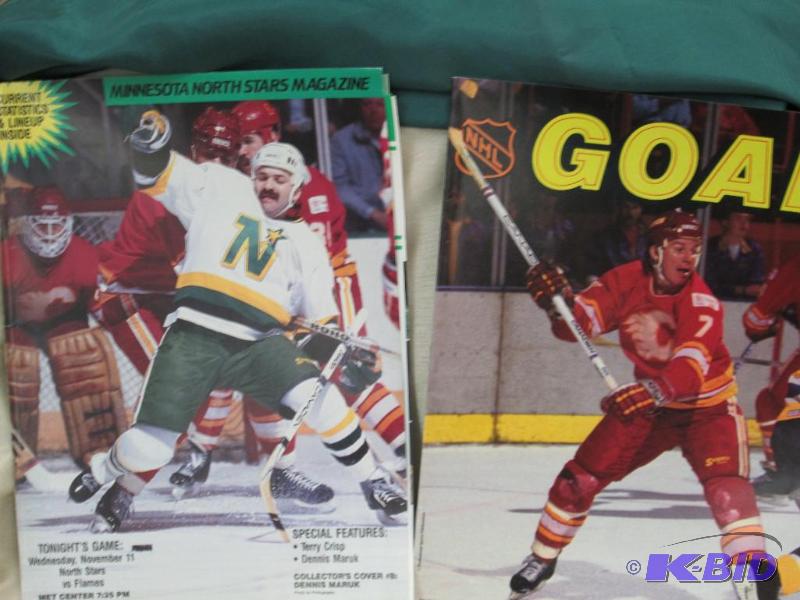 MINNESOTA NORTH STARS MAGAZINE
CURRENT
STATISTICS
& LINEUP
INSIDE
N
TONIGHT'S GAME:
Wednesday, November 11
North Stars
vs Flames
MET CENTER 7:35 PM
SPECIAL FEATURES:
• Terry Crisp
• Dennis Maruk
COLLECTOR'S COVER #8:
DENNIS MARUK
NHL
GOA
7
© K-BID